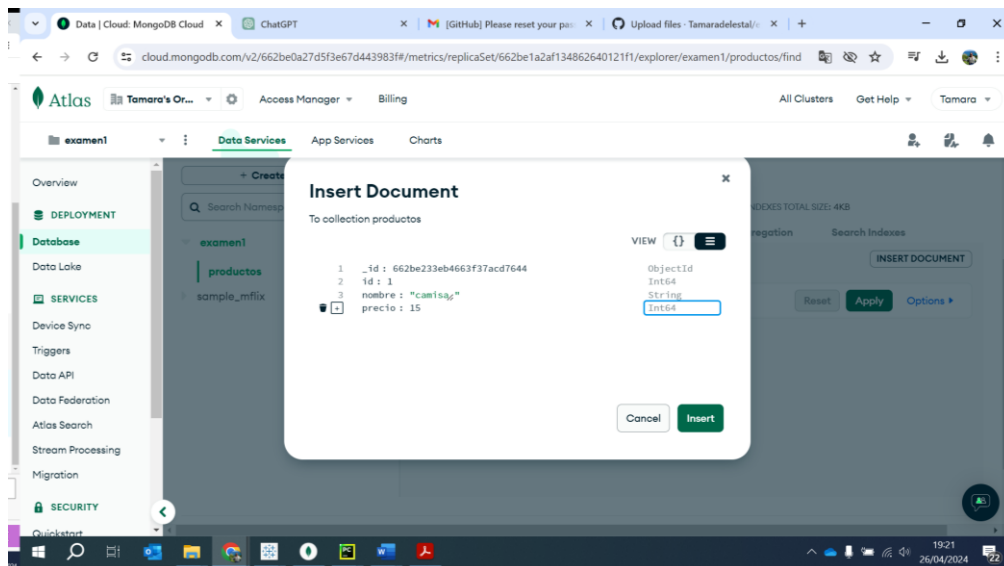 Data | Cloud: MongoDB Cloud
ChatGPT
[GitHub] Please reset your pas
Upload files · Tamaradelestal/
cloud.mongodb.com/v2/662be0a27d5f3e67d443983f#/metrics/replicaSet/662be1a2af134862640121f1/explorer/examen1/productos/find
Atlas
Tamara's Or...
Access Manager
Billing
All Clusters
Get Help
Tamara
examen1
Data Services
App Services
Charts
Overview
DEPLOYMENT
Database
Data Lake
SERVICES
Device Sync
Triggers
Data API
Data Federation
Atlas Search
Stream Processing
Migration
SECURITY
Quickstart
+ Create
Search Namesp
examen1
productos
sample_mflix
INDEXES TOTAL SIZE: 4KB
regation
Search Indexes
INSERT DOCUMENT
Reset
Apply
Options
Insert Document
To collection productos
VIEW {}
1 _id : 662be233eb4663f37acd7644 ObjectId
2 id : 1 Int64
3 nombre : "camisa" String
precio : 15 Int64
Cancel
Insert
19:21
26/04/2024
22